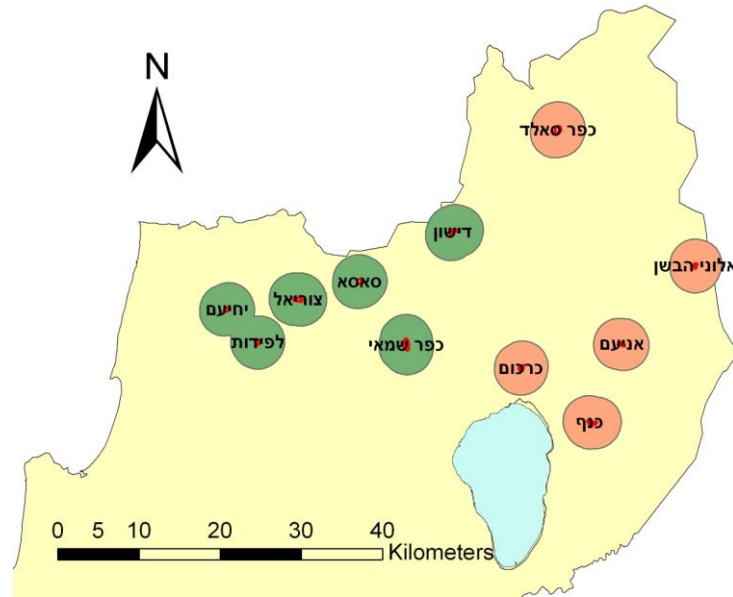 N
כפר סאלד
דישון
אלוני הבשן
סאסא
צוריאל
יחיעם
לפידות
כפר שמאי
אניעם
כרכום
כנף
0 5 10 20 30 40
Kilometers